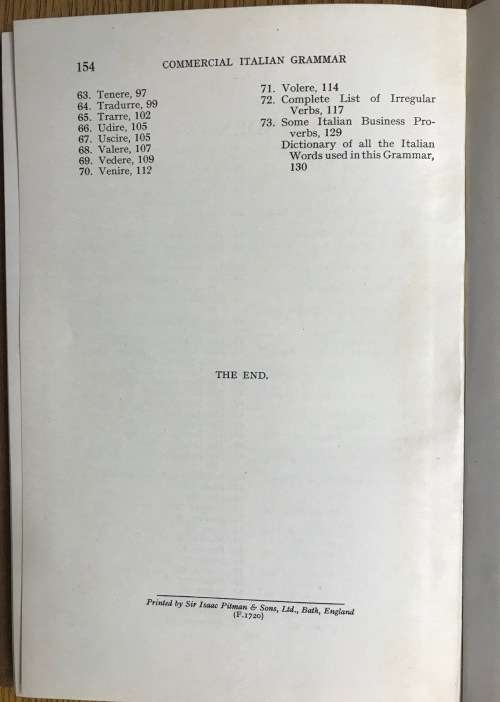 154
COMMERCIAL ITALIAN GRAMMAR
63. Tenere, 97
64. Tradurre, 99
65. Trarre, 102
66. Udire, 105
67. Uscire, 105
68. Valere, 107
69. Vedere, 109
70. Venire, 112
71. Volere, 114
72. Complete List of Irregular
Verbs, 117
73. Some Italian Business Pro-
verbs, 129
Dictionary of all the Italian
Words used in this Grammar,
130
THE END.
Printed by Sir Isaac Pitman & Sons, Ltd., Bath, England
(F.1720)